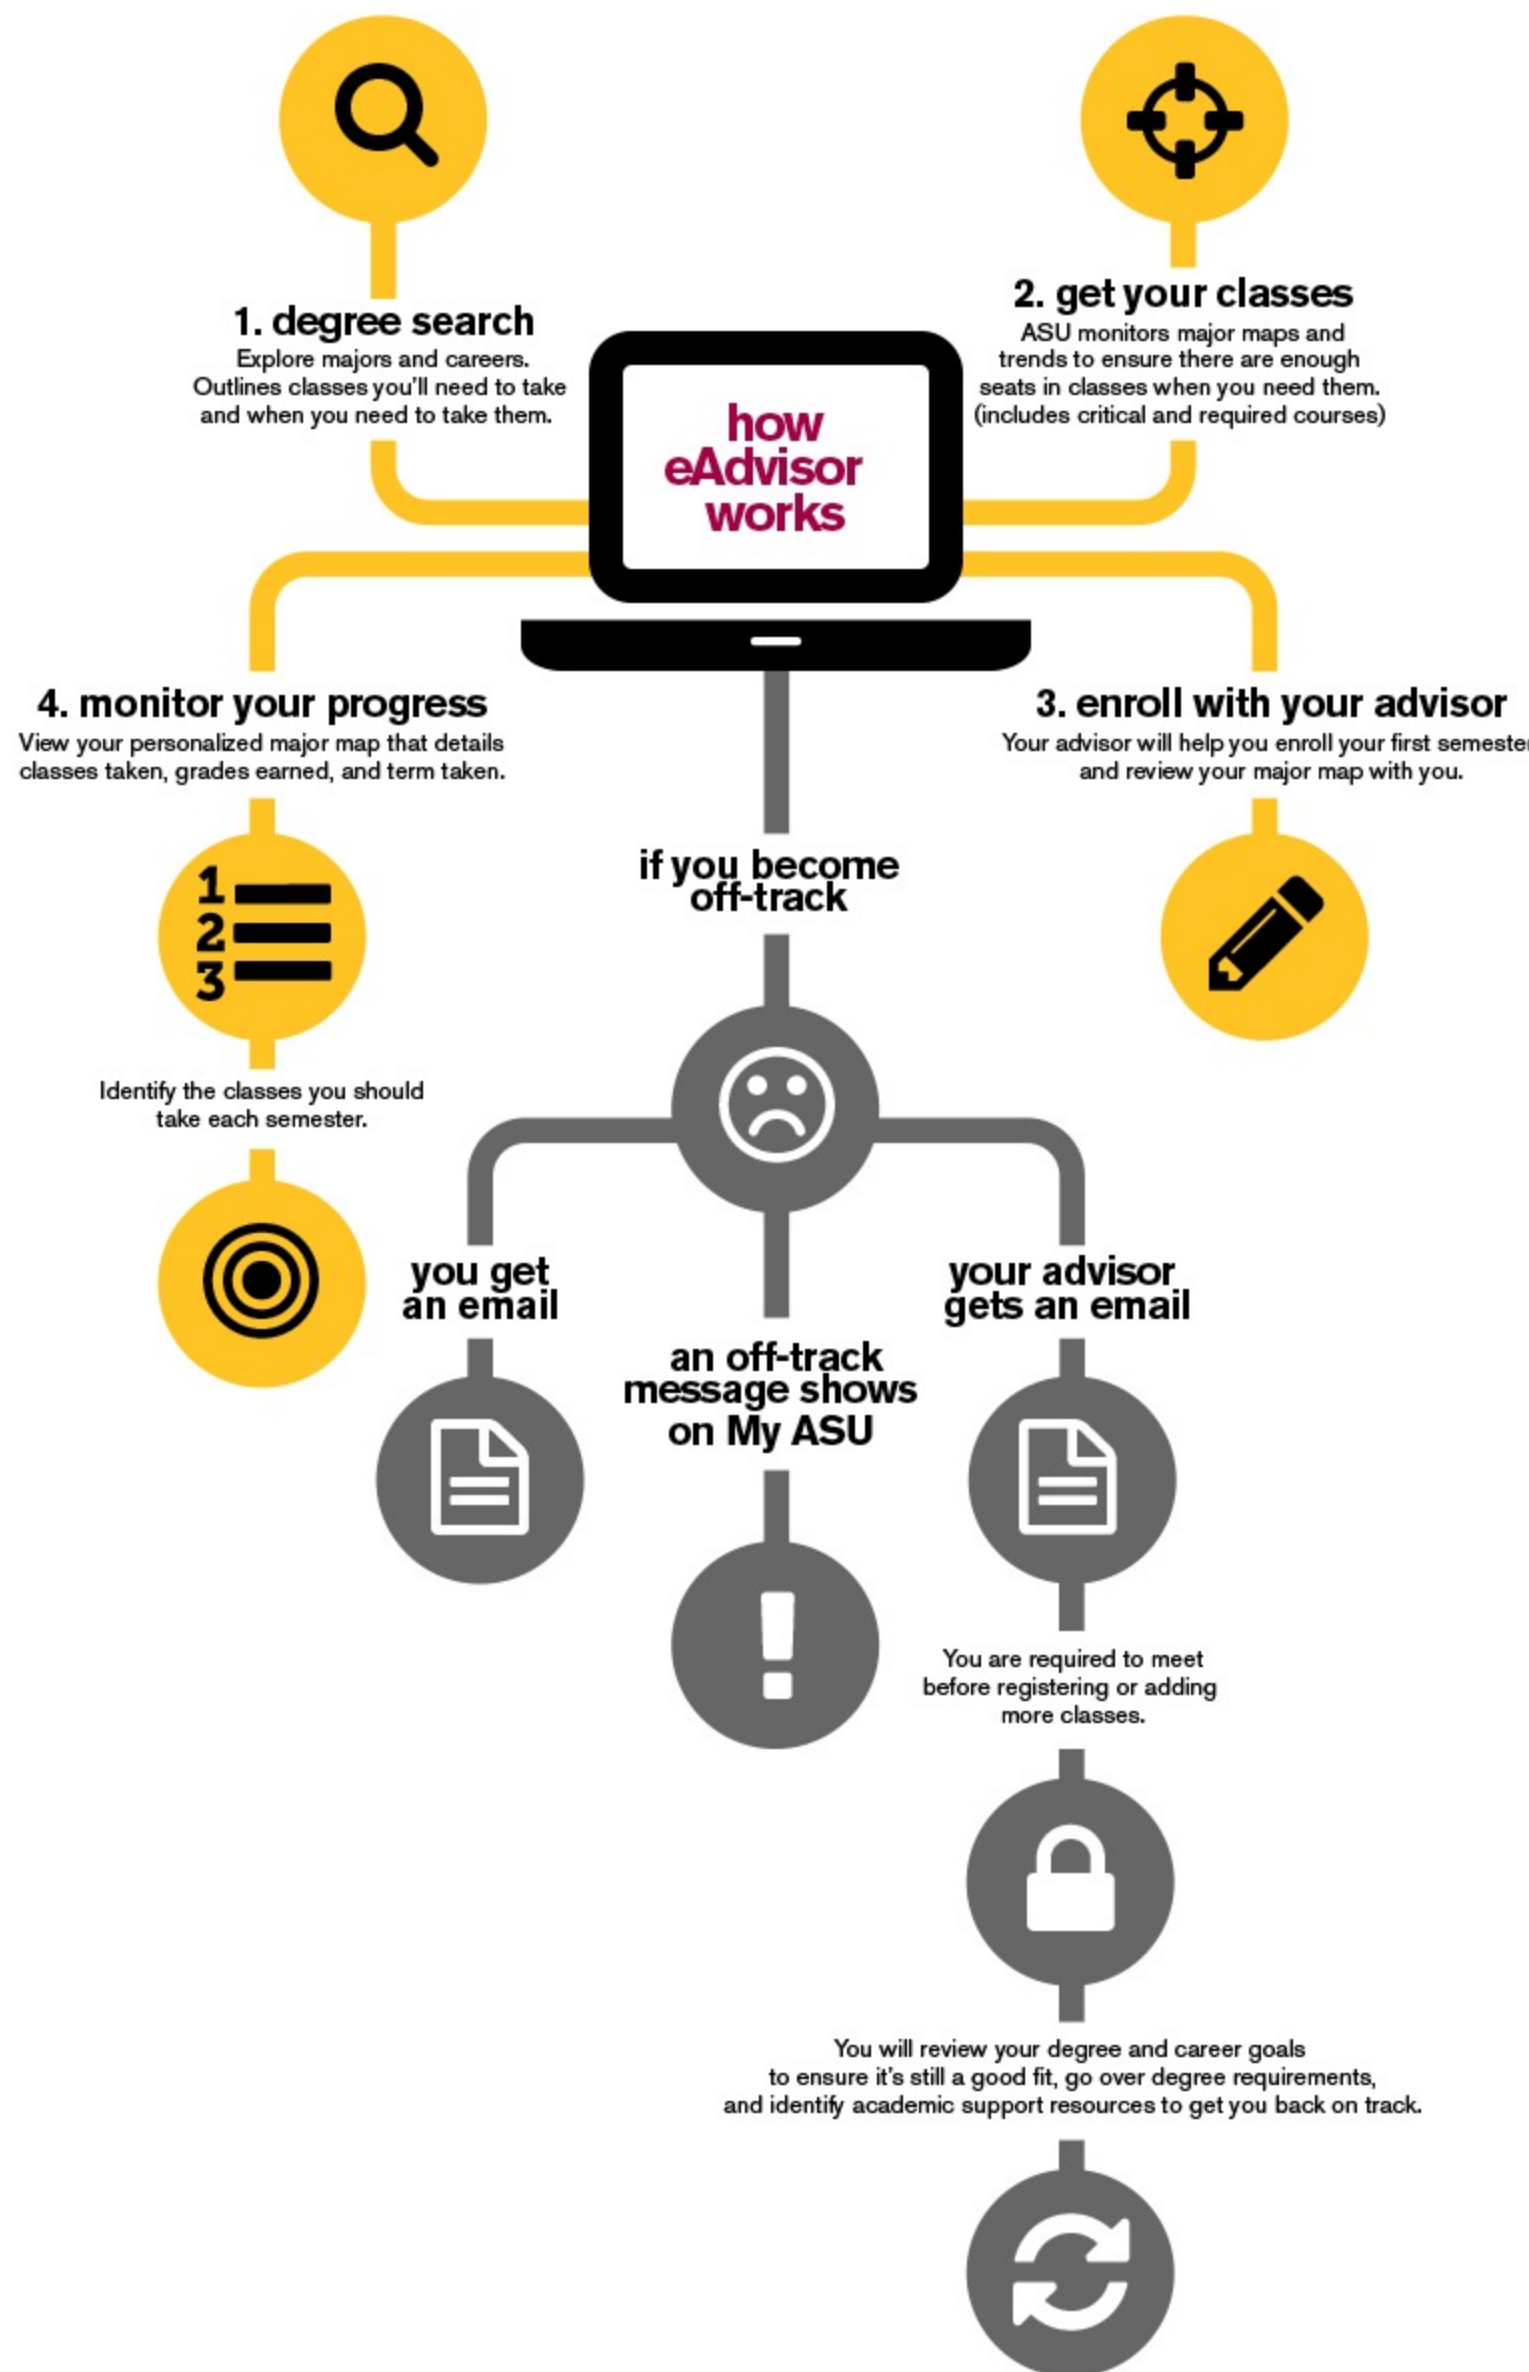 1. degree search
Explore majors and careers.
Outlines classes you'll need to take
and when you need to take them.
2. get your classes
ASU monitors major maps and
trends to ensure there are enough
seats in classes when you need them.
(includes critical and required courses)
how
eAdvisor
works
3. enroll with your advisor
Your advisor will help you enroll your first semester
and review your major map with you.
4. monitor your progress
View your personalized major map that details
classes taken, grades earned, and term taken.
1
2
3
Identify the classes you should
take each semester.
if you become
off-track
you get
an email
an off-track
message shows
on My ASU
!
your advisor
gets an email
You are required to meet
before registering or adding
more classes.
You will review your degree and career goals
to ensure it's still a good fit, go over degree requirements,
and identify academic support resources to get you back on track.